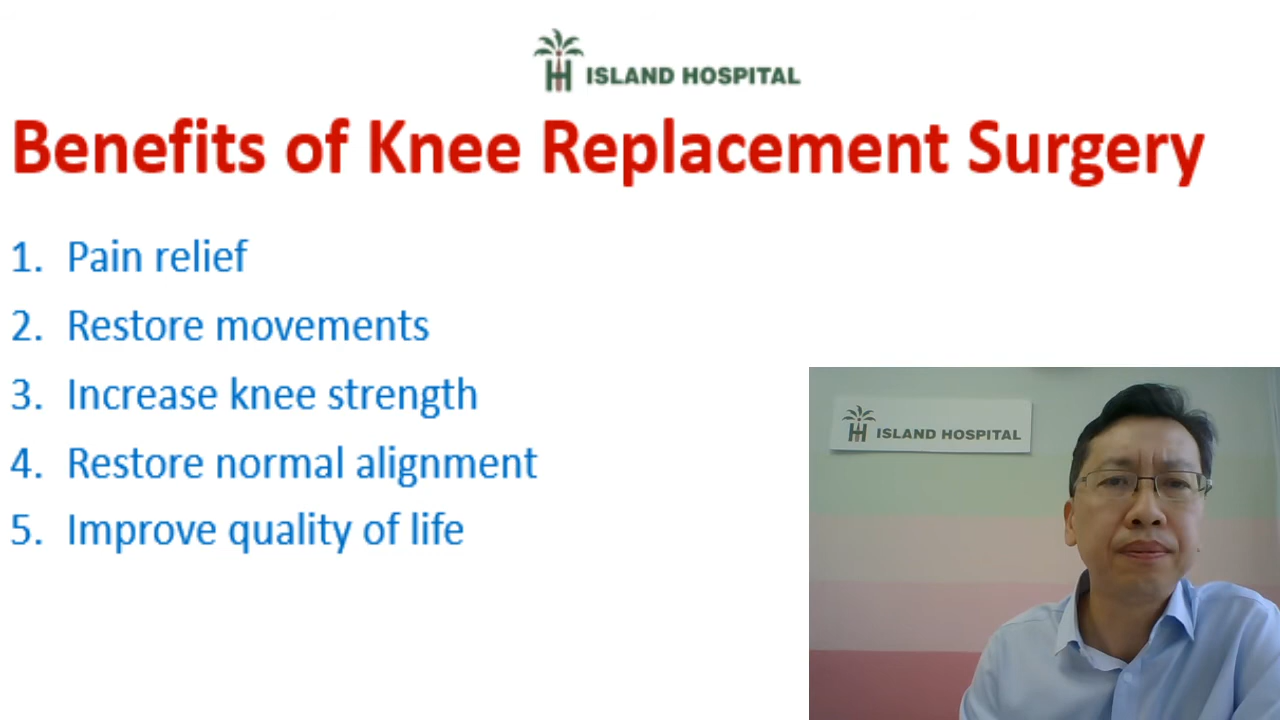 ISLAND HOSPITAL
Benefits of Knee Replacement Surgery
1. Pain relief
2. Restore movements
3. Increase knee strength
4. Restore normal alignment
5. Improve quality of life
ISLAND HOSPITAL